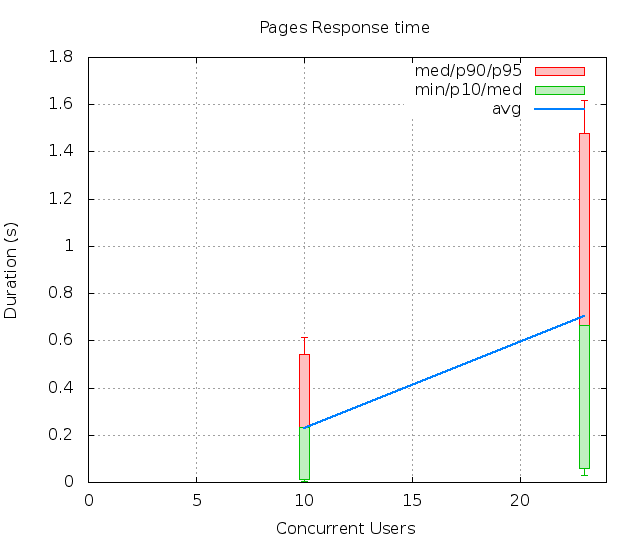 Pages Response time
1.8
1.6
1.4
1.2
1
0.8
0.6
0.4
0.2
0
med/p90/p95
min/p10/med
avg
Duration (s)
0 5 10 15 20
Concurrent Users